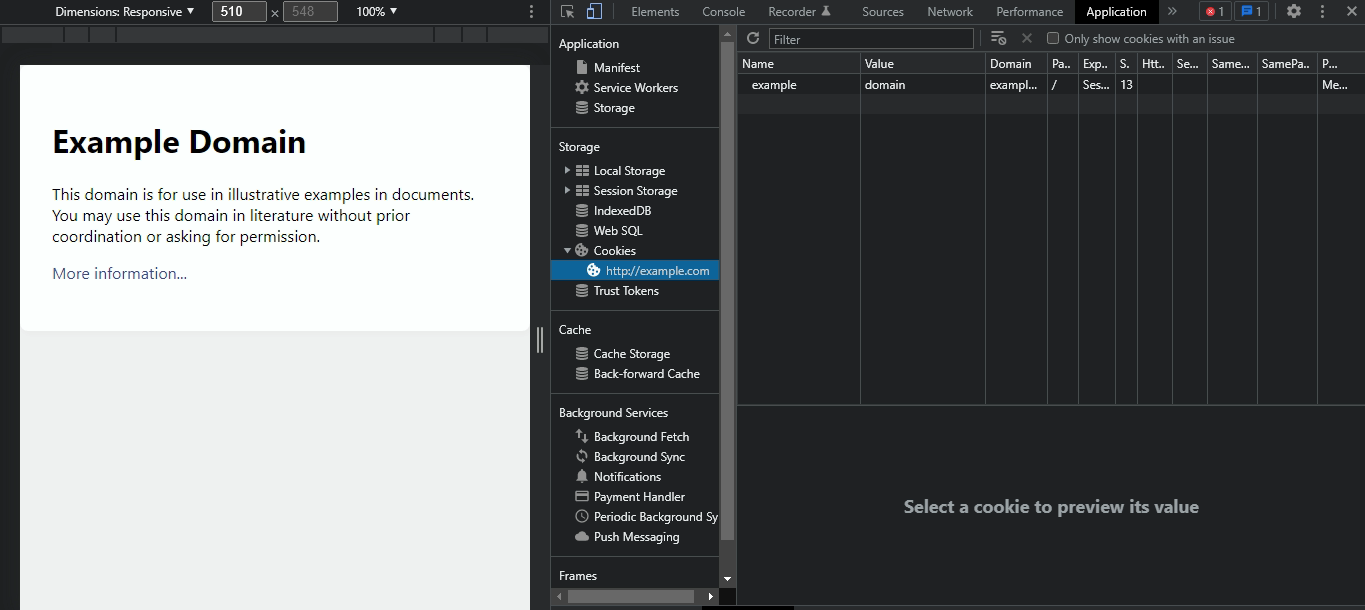 Dimensions: Responsive ▼ 510 × 548 100% ▼
Example Domain
This domain is for use in illustrative examples in documents.
You may use this domain in literature without prior
coordination or asking for permission.
More information...
Elements Console Recorder Sources Network Performance Application » 1 1
Application
Manifest
Service Workers
Storage
Storage
Local Storage
Session Storage
IndexedDB
Web SQL
Cookies
http://example.com
Trust Tokens
Cache
Cache Storage
Back-forward Cache
Background Services
Background Fetch
Background Sync
Notifications
Payment Handler
Periodic Background Sy
Push Messaging
Frames
Filter Only show cookies with an issue
Name Value Domain Pa.. Exp.. S. Htt.. Se... Same... SamePa.. P...
example domain exampl... / Ses... 13 Me...
Select a cookie to preview its value